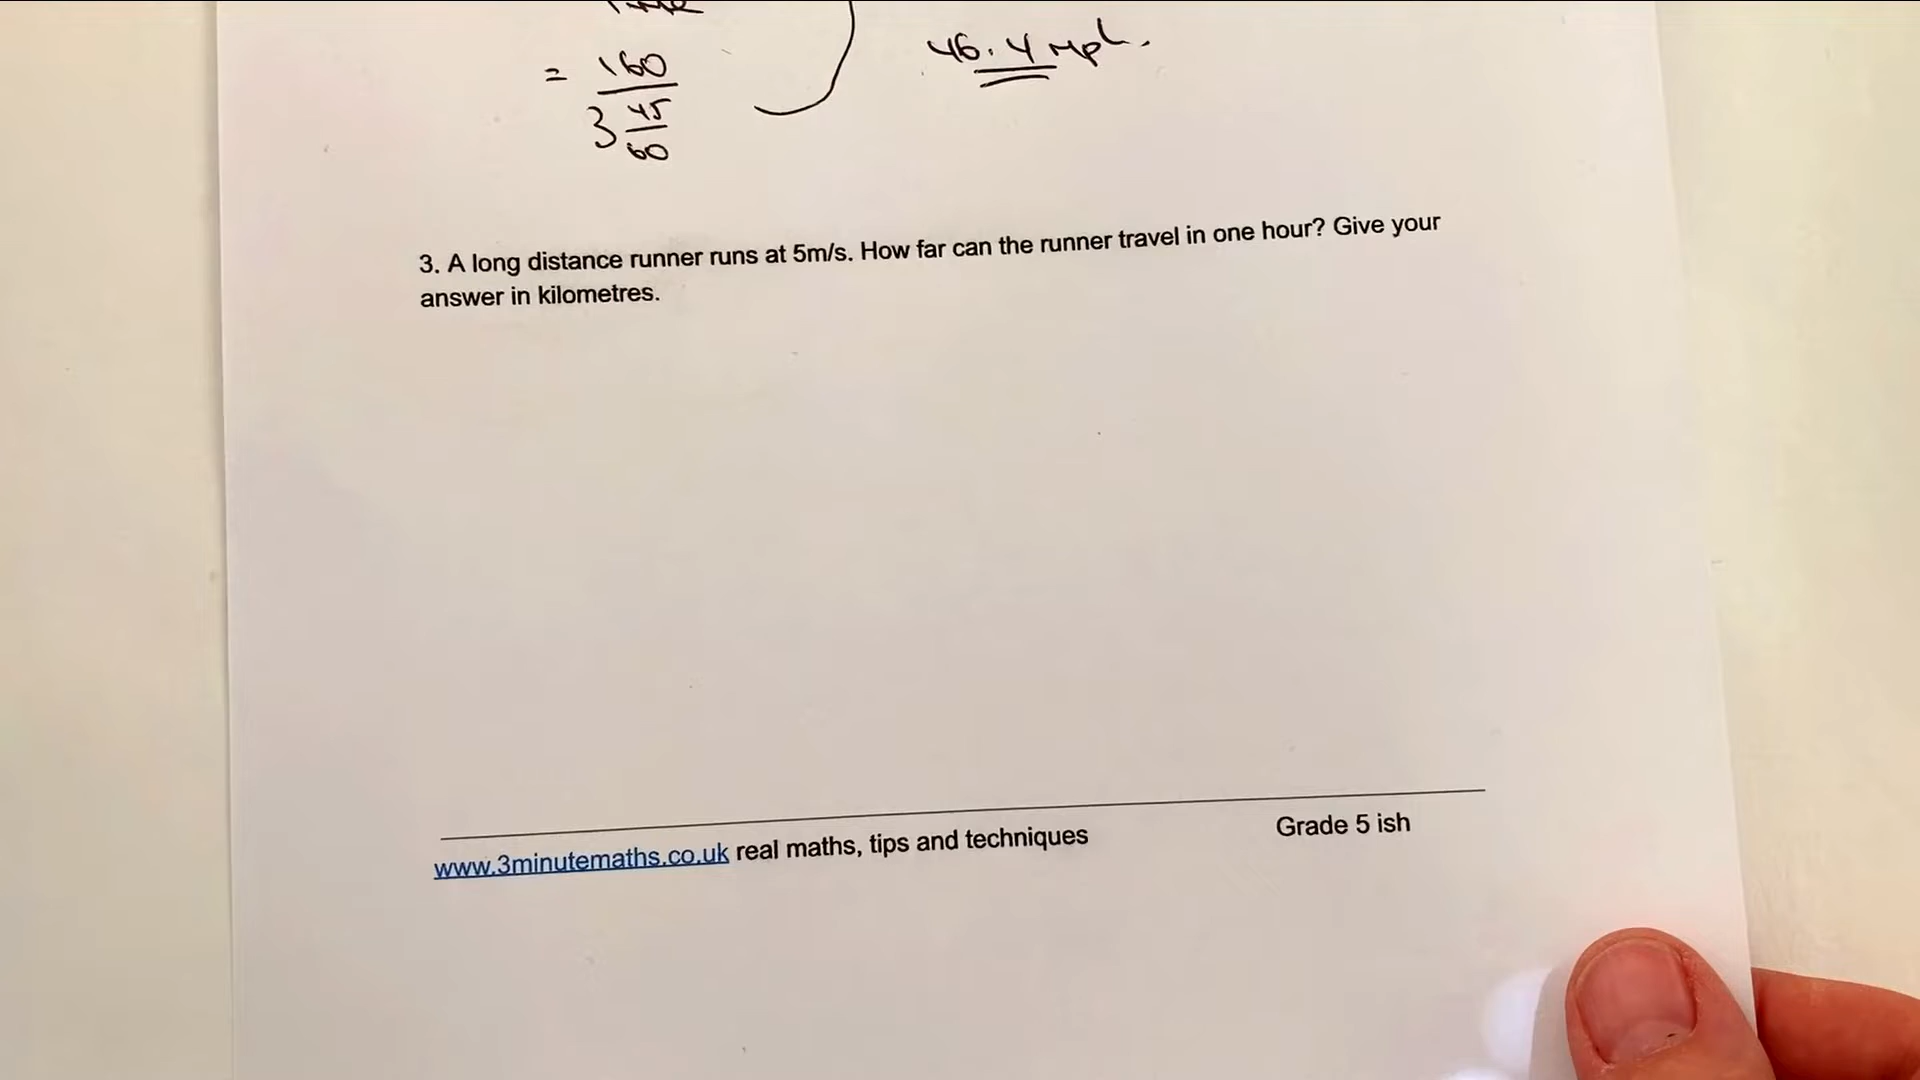 46.4 mph.
= 160
3 45
60
3. A long distance runner runs at 5m/s. How far can the runner travel in one hour? Give your
answer in kilometres.
www.3minutemaths.co.uk real maths, tips and techniques Grade 5 ish